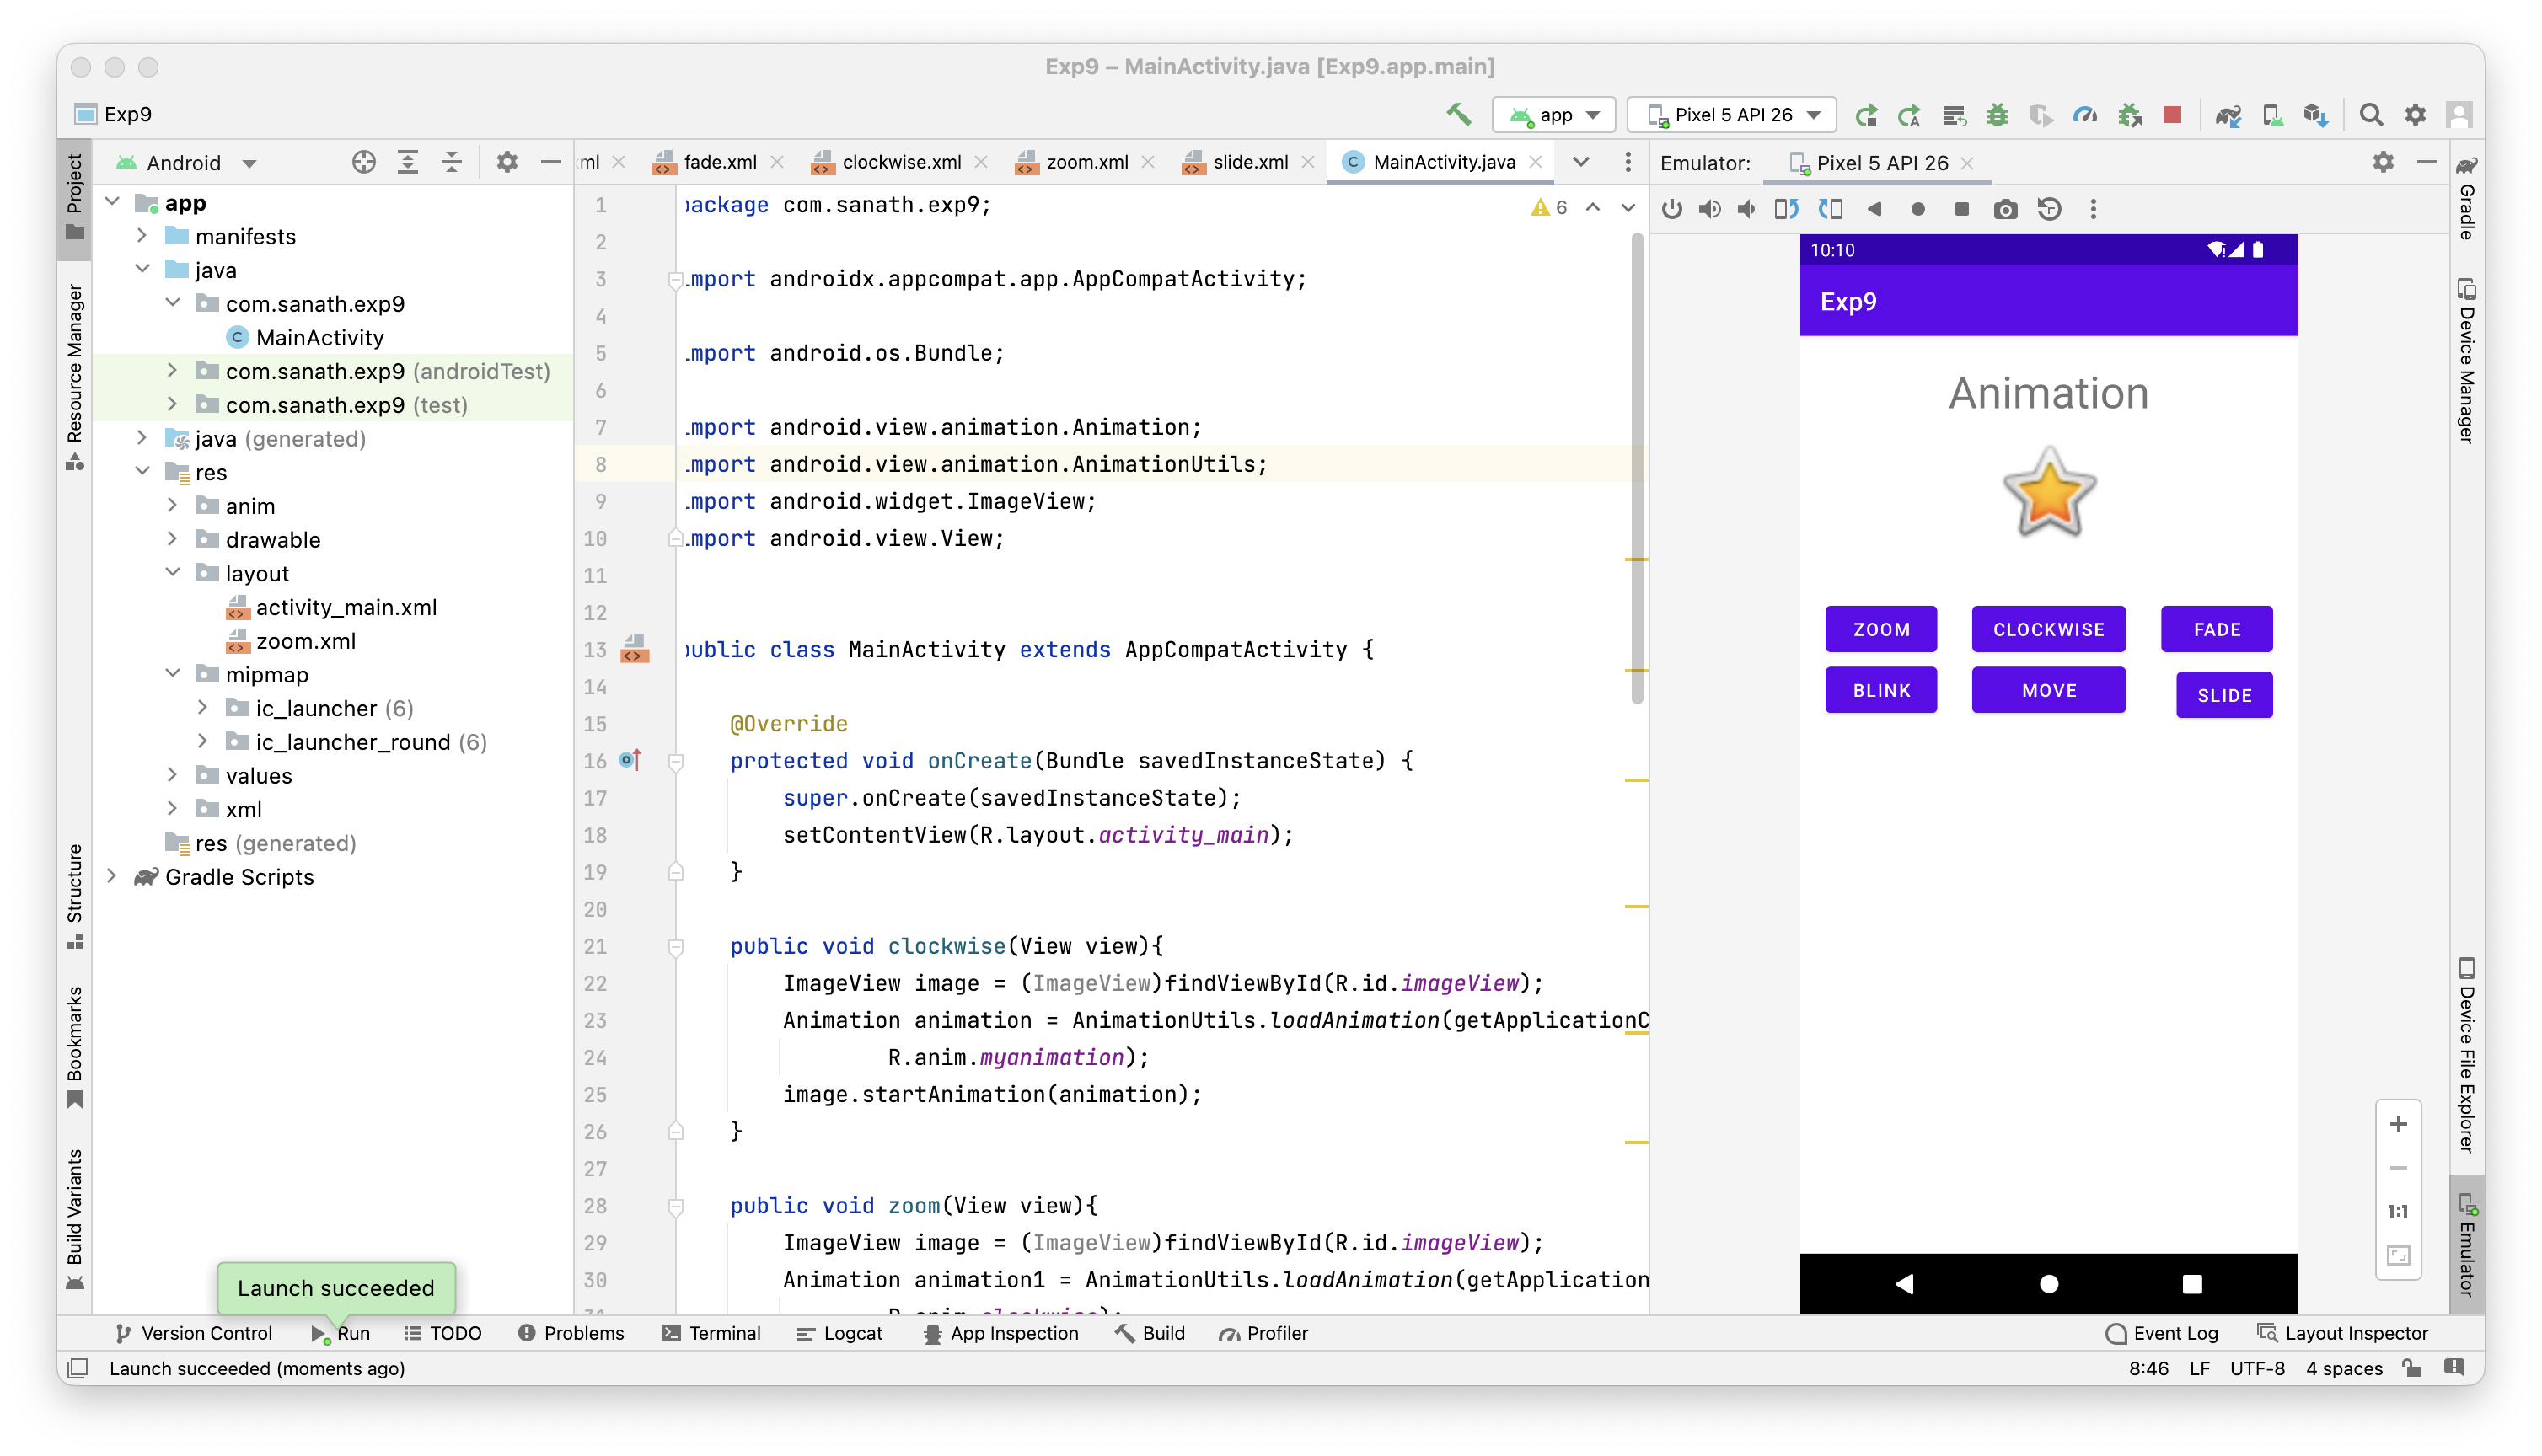 Exp9 – MainActivity.java [Exp9.app.main]
Exp9
app
Pixel 5 API 26
Project
Resource Manager
Structure
Bookmarks
Build Variants
Android
app
manifests
java
com.sanath.exp9
MainActivity
com.sanath.exp9 (androidTest)
com.sanath.exp9 (test)
java (generated)
res
anim
drawable
layout
activity_main.xml
zoom.xml
mipmap
ic_launcher (6)
ic_launcher_round (6)
values
xml
res (generated)
Gradle Scripts
ml
fade.xml
clockwise.xml
zoom.xml
slide.xml
MainActivity.java
6
1 package com.sanath.exp9;
2
3 import androidx.appcompat.app.AppCompatActivity;
4
5 import android.os.Bundle;
6
7 import android.view.animation.Animation;
8 import android.view.animation.AnimationUtils;
9 import android.widget.ImageView;
10 import android.view.View;
11
12
13 public class MainActivity extends AppCompatActivity {
14
15 @Override
16 protected void onCreate(Bundle savedInstanceState) {
17 super.onCreate(savedInstanceState);
18 setContentView(R.layout.activity_main);
19 }
20
21 public void clockwise(View view){
22 ImageView image = (ImageView)findViewById(R.id.imageView);
23 Animation animation = AnimationUtils.loadAnimation(getApplicationC
24 R.anim.myanimation);
25 image.startAnimation(animation);
26 }
27
28 public void zoom(View view){
29 ImageView image = (ImageView)findViewById(R.id.imageView);
30 Animation animation1 = AnimationUtils.loadAnimation(getApplication
31 R.anim.clockwise);
Emulator:
Pixel 5 API 26
10:10
Exp9
Animation
ZOOM
CLOCKWISE
FADE
BLINK
MOVE
SLIDE
1:1
Gradle
Device Manager
Device File Explorer
Emulator
Launch succeeded
Version Control
Run
TODO
Problems
Terminal
Logcat
App Inspection
Build
Profiler
Event Log
Layout Inspector
Launch succeeded (moments ago)
8:46
LF
UTF-8
4 spaces